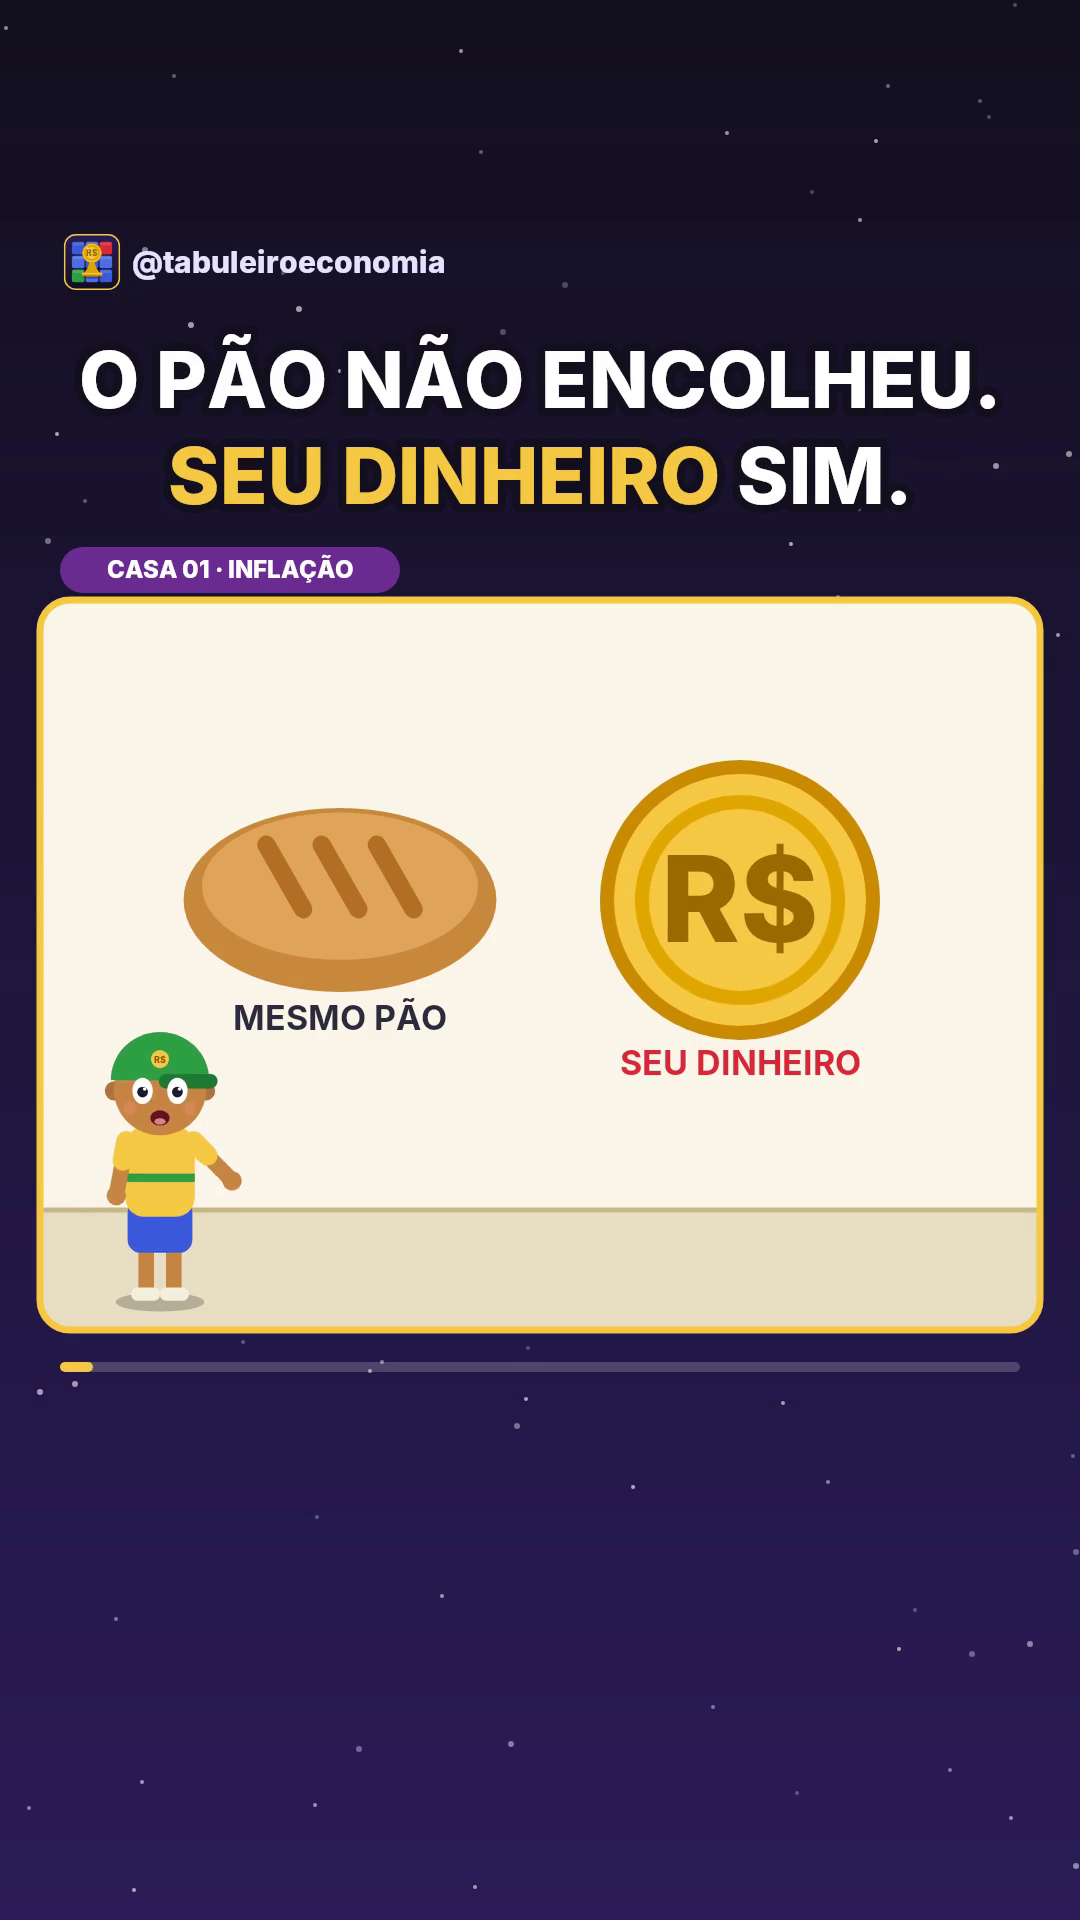 R$
@tabuleiroeconomia
O PÃO NÃO ENCOLHEU.
SEU DINHEIRO SIM.
CASA 01 · INFLAÇÃO
R$
MESMO PÃO
SEU DINHEIRO
R$